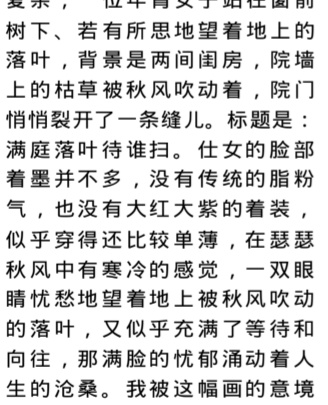 复杂，一位年青女子站在窗前
树下、若有所思地望着地上的
落叶，背景是两间闺房，院墙
上的枯草被秋风吹动着，院门
悄悄裂开了一条缝儿。标题是：
满庭落叶待谁扫。仕女的脸部
着墨并不多，没有传统的脂粉
气，也没有大红大紫的着装，
似乎穿得还比较单薄，在瑟瑟
秋风中有寒冷的感觉，一双眼
睛忧愁地望着地上被秋风吹动
的落叶，又似乎充满了等待和
向往，那满脸的忧郁涌动着人
生的沧桑。我被这幅画的意境